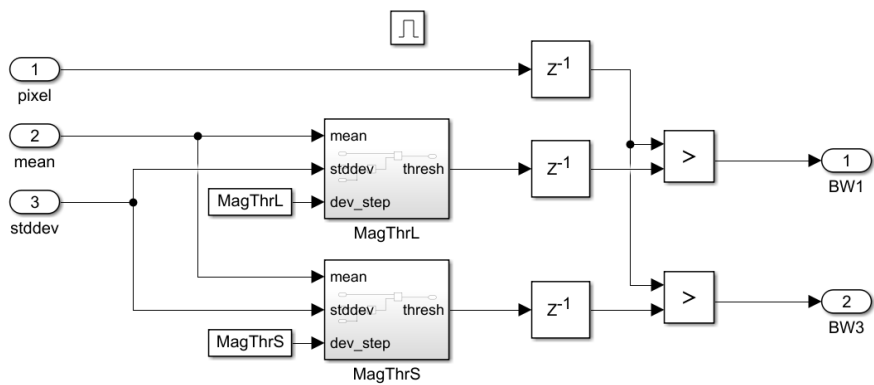 1
pixel
Z-1
2
mean
mean
stddev
thresh
dev_step
MagThrL
MagThrL
Z-1
>
1
BW1
3
stddev
mean
stddev
thresh
dev_step
MagThrS
MagThrS
Z-1
>
2
BW3